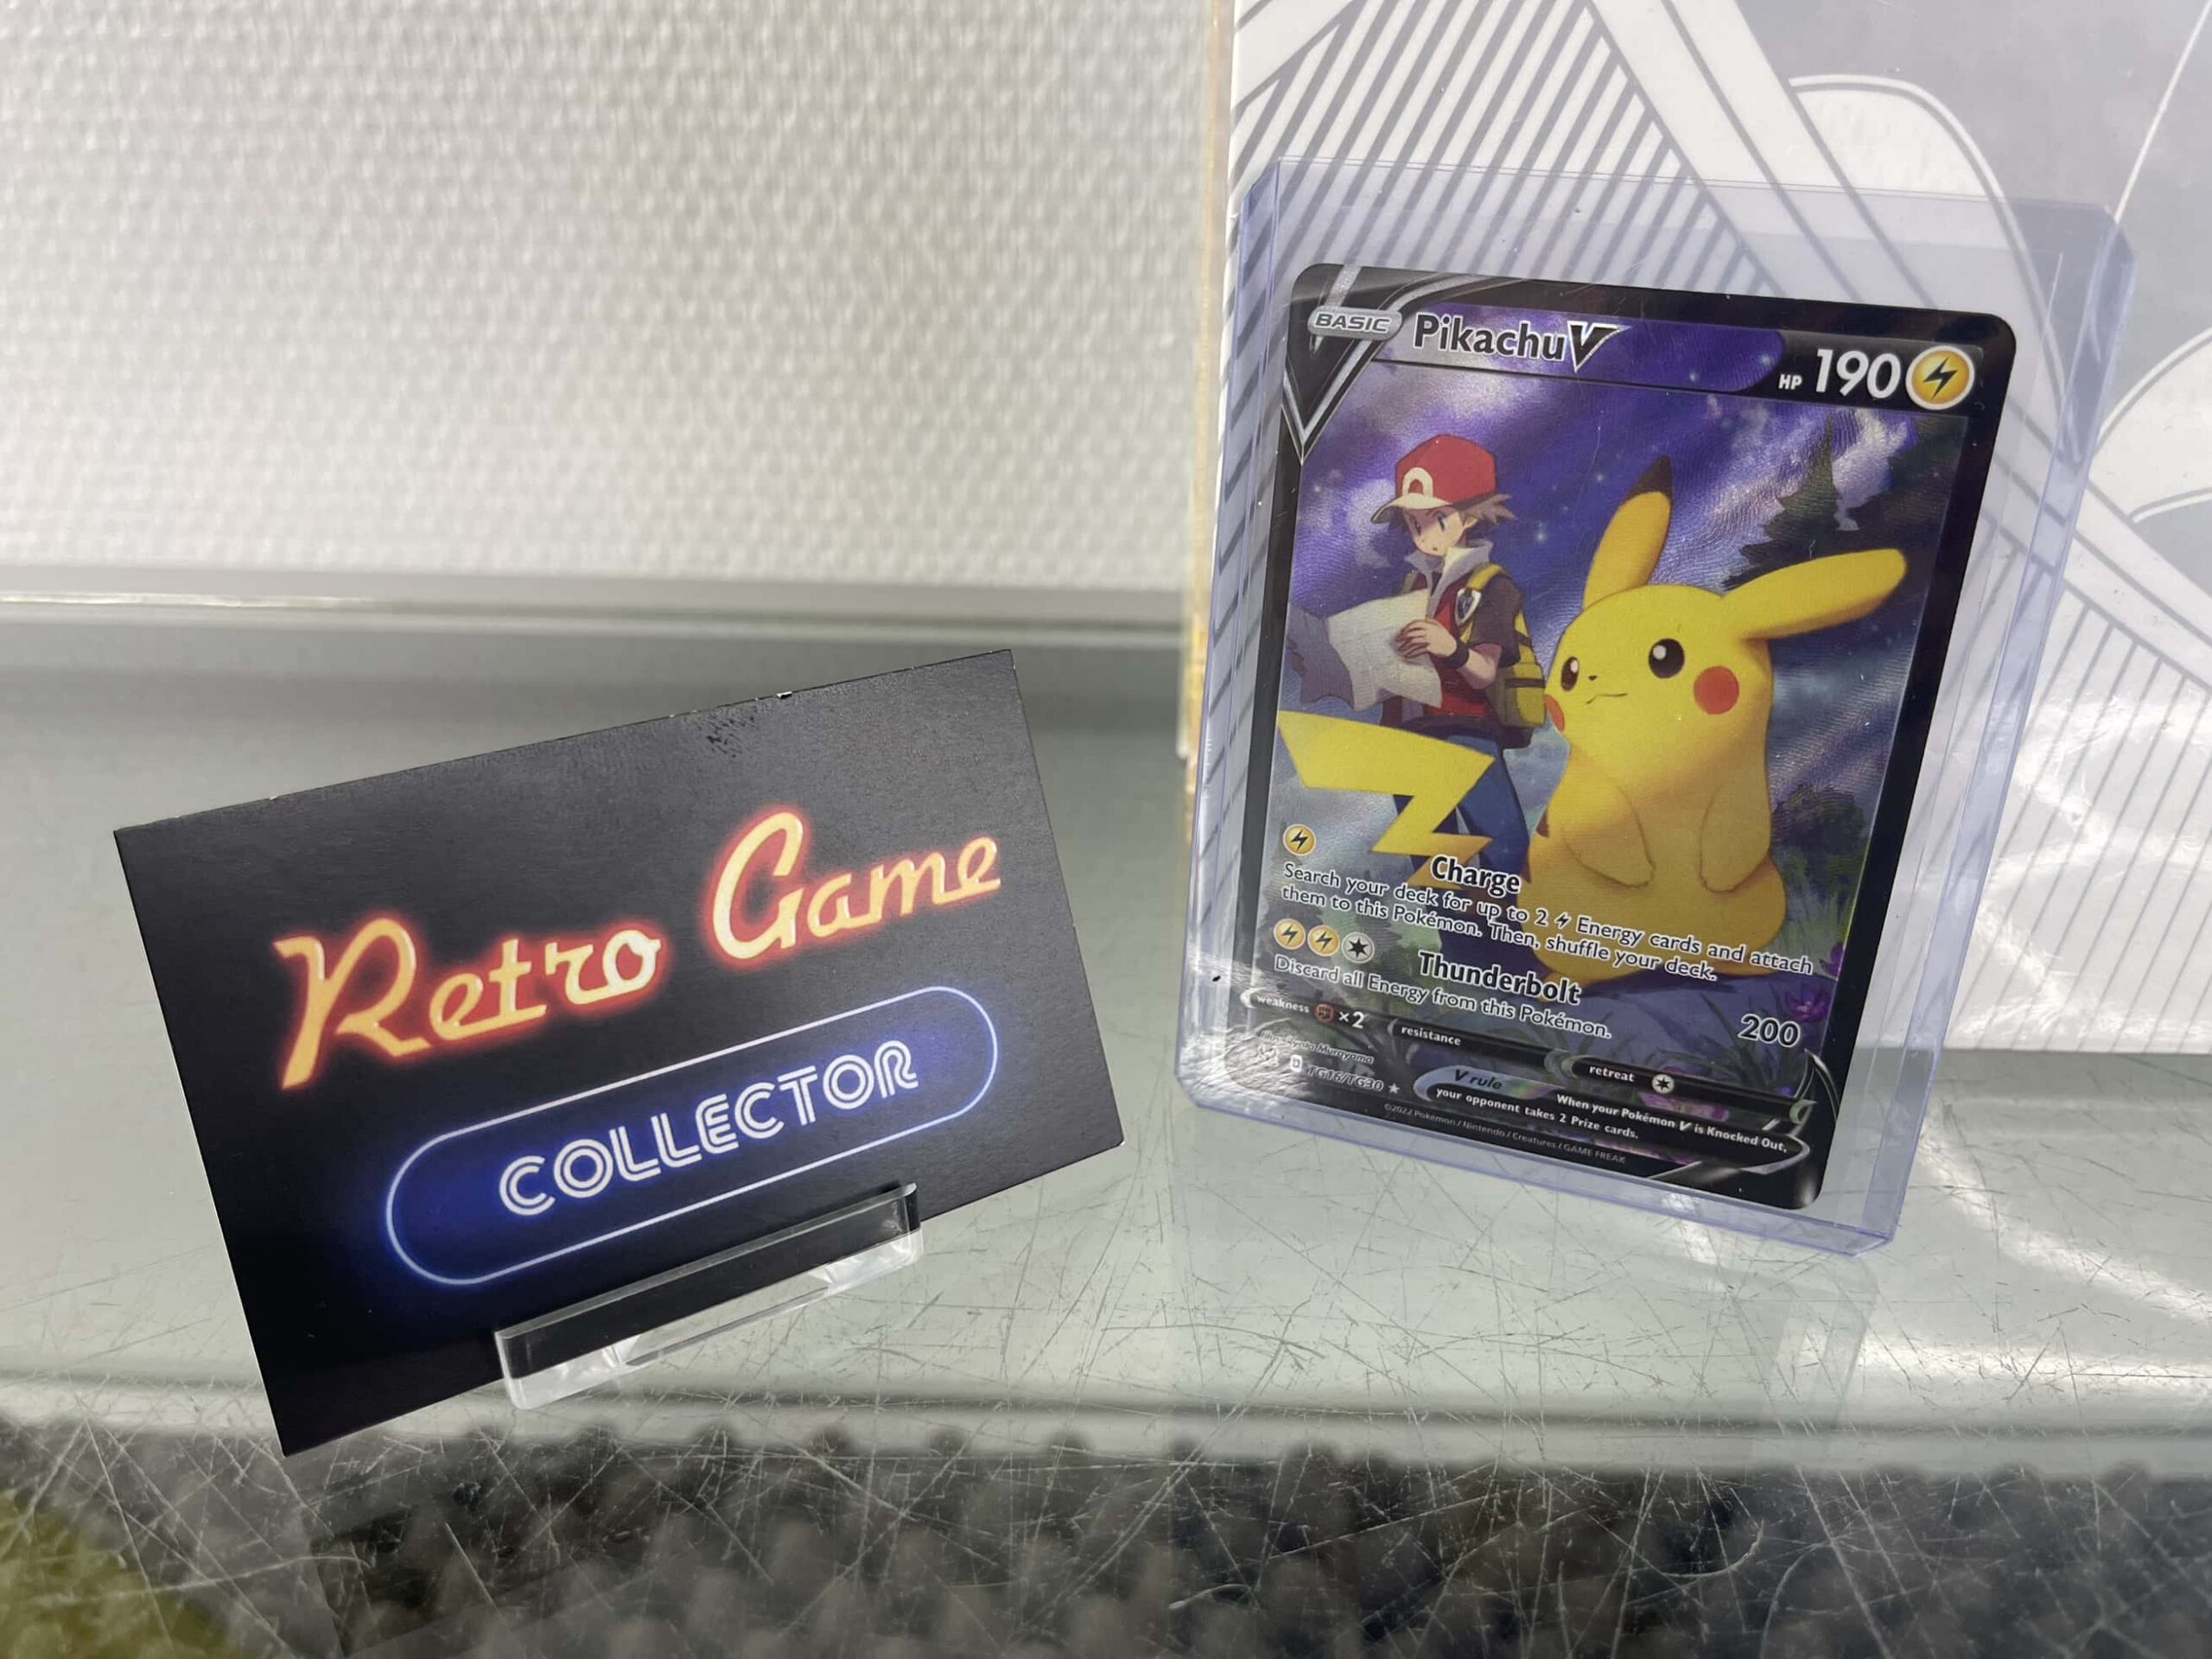 Retro Game
COLLECTOR
BASIC
Pikachu V
HP 190
Charge
Search your deck for up to 2 Energy cards and attach
them to this Pokémon. Then, shuffle your deck.
Thunderbolt
200
Discard all Energy from this Pokémon.
weakness ×2
resistance
retreat
Illus. Ryota Murayama
D TG16/TG30
V rule
When your Pokémon V is Knocked Out,
your opponent takes 2 Prize cards.
©2022 Pokémon / Nintendo / Creatures / GAME FREAK